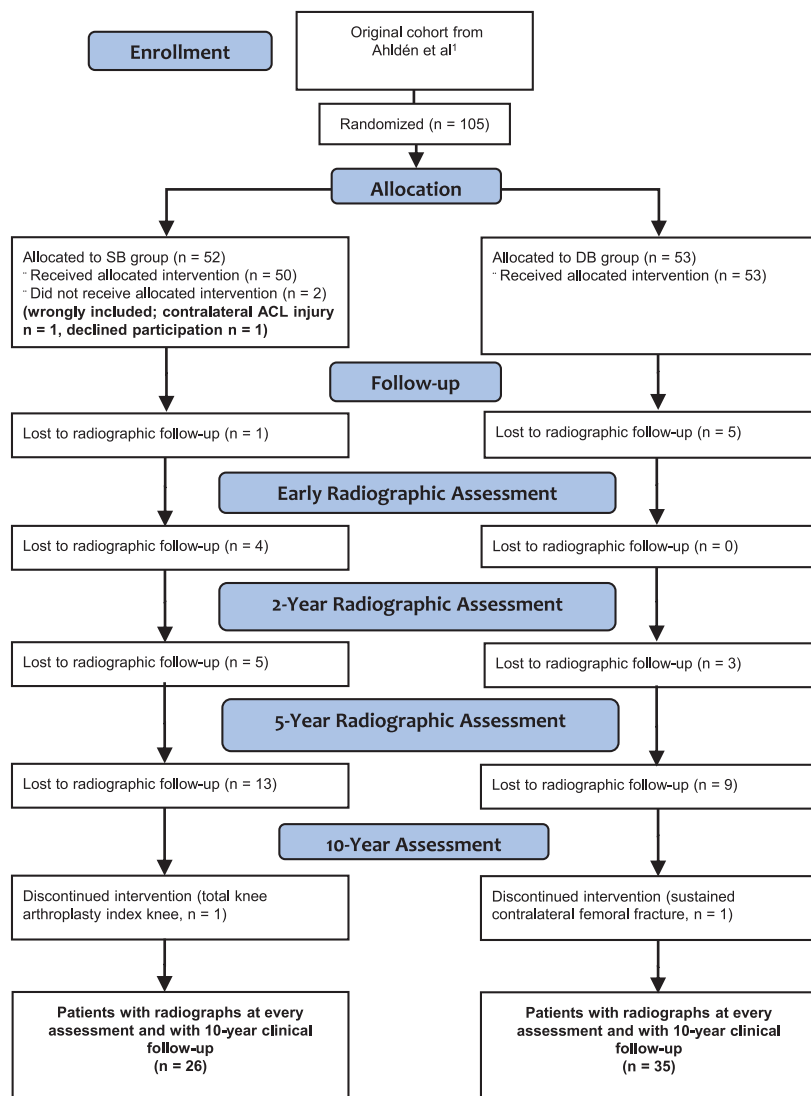 Enrollment
Original cohort from
Ahldén et al¹
Randomized (n = 105)
Allocation
Allocated to SB group (n = 52)
¨ Received allocated intervention (n = 50)
¨ Did not receive allocated intervention (n = 2)
(wrongly included; contralateral ACL injury
n = 1, declined participation n = 1)
Allocated to DB group (n = 53)
¨ Received allocated intervention (n = 53)
Follow-up
Lost to radiographic follow-up (n = 1)
Lost to radiographic follow-up (n = 5)
Early Radiographic Assessment
Lost to radiographic follow-up (n = 4)
Lost to radiographic follow-up (n = 0)
2-Year Radiographic Assessment
Lost to radiographic follow-up (n = 5)
Lost to radiographic follow-up (n = 3)
5-Year Radiographic Assessment
Lost to radiographic follow-up (n = 13)
Lost to radiographic follow-up (n = 9)
10-Year Assessment
Discontinued intervention (total knee
arthroplasty index knee, n = 1)
Discontinued intervention (sustained
contralateral femoral fracture, n = 1)
Patients with radiographs at every
assessment and with 10-year clinical
follow-up
(n = 26)
Patients with radiographs at every
assessment and with 10-year clinical
follow-up
(n = 35)